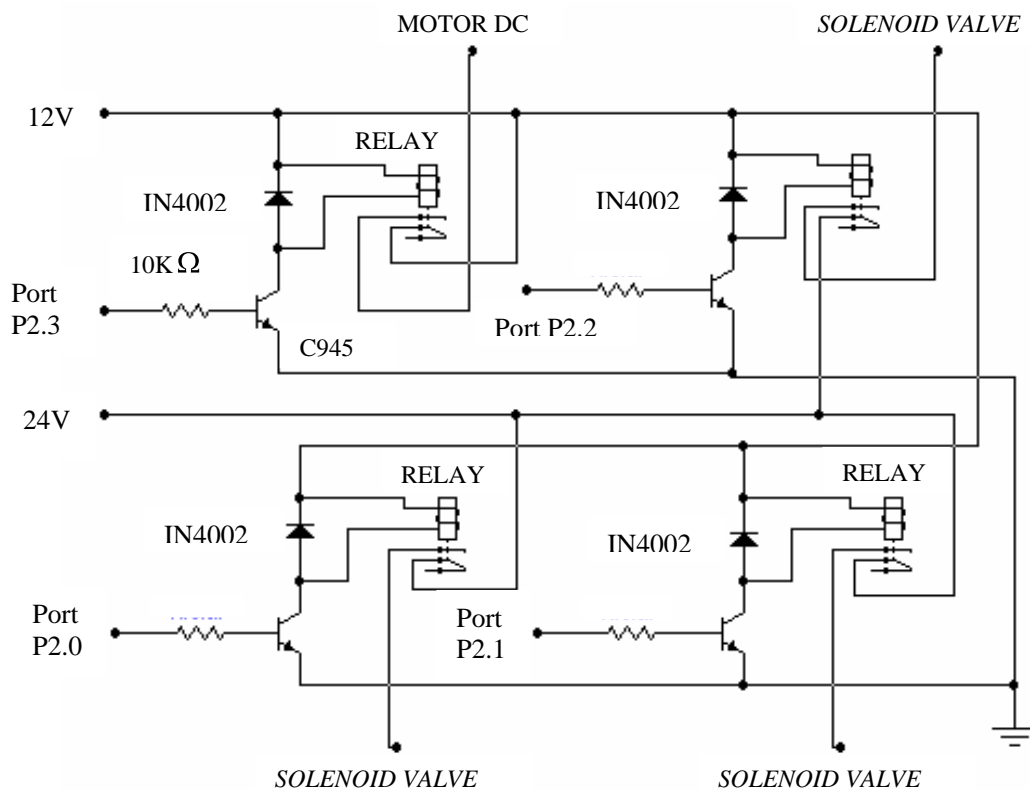 MOTOR DC
SOLENOID VALVE
12V
RELAY
IN4002
IN4002
10K Ω
Port
P2.3
Port P2.2
C945
24V
RELAY
RELAY
IN4002
IN4002
Port
P2.0
Port
P2.1
SOLENOID VALVE
SOLENOID VALVE